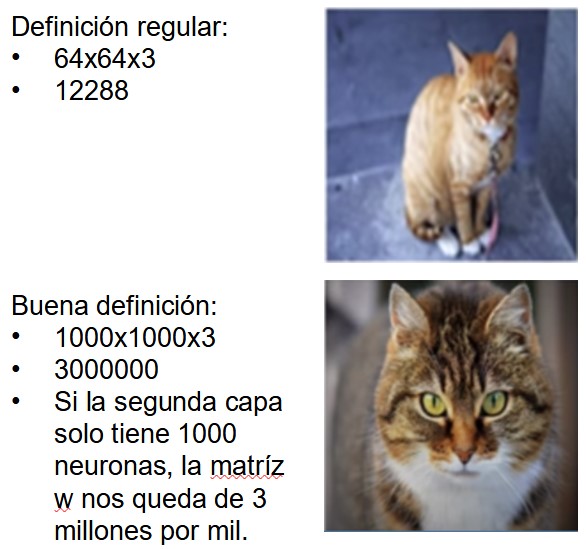 Definición regular:
• 64x64x3
• 12288
Buena definición:
• 1000x1000x3
• 3000000
• Si la segunda capa
solo tiene 1000
neuronas, la matríz
w nos queda de 3
millones por mil.